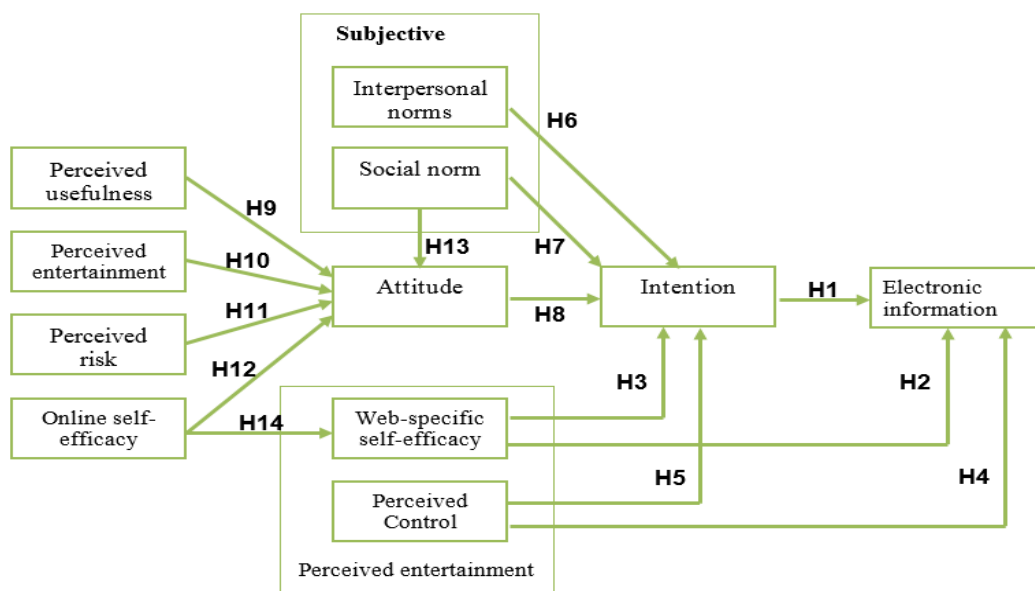 Subjective
Interpersonal
norms
H6
Social norm
Perceived
usefulness
H9
H13
H7
Perceived
entertainment
H10
Attitude
H8
Intention
H1
Electronic
information
Perceived
risk
H11
H12
Online self-
efficacy
H14
Web-specific
self-efficacy
H3
H2
Perceived
Control
H5
H4
Perceived entertainment